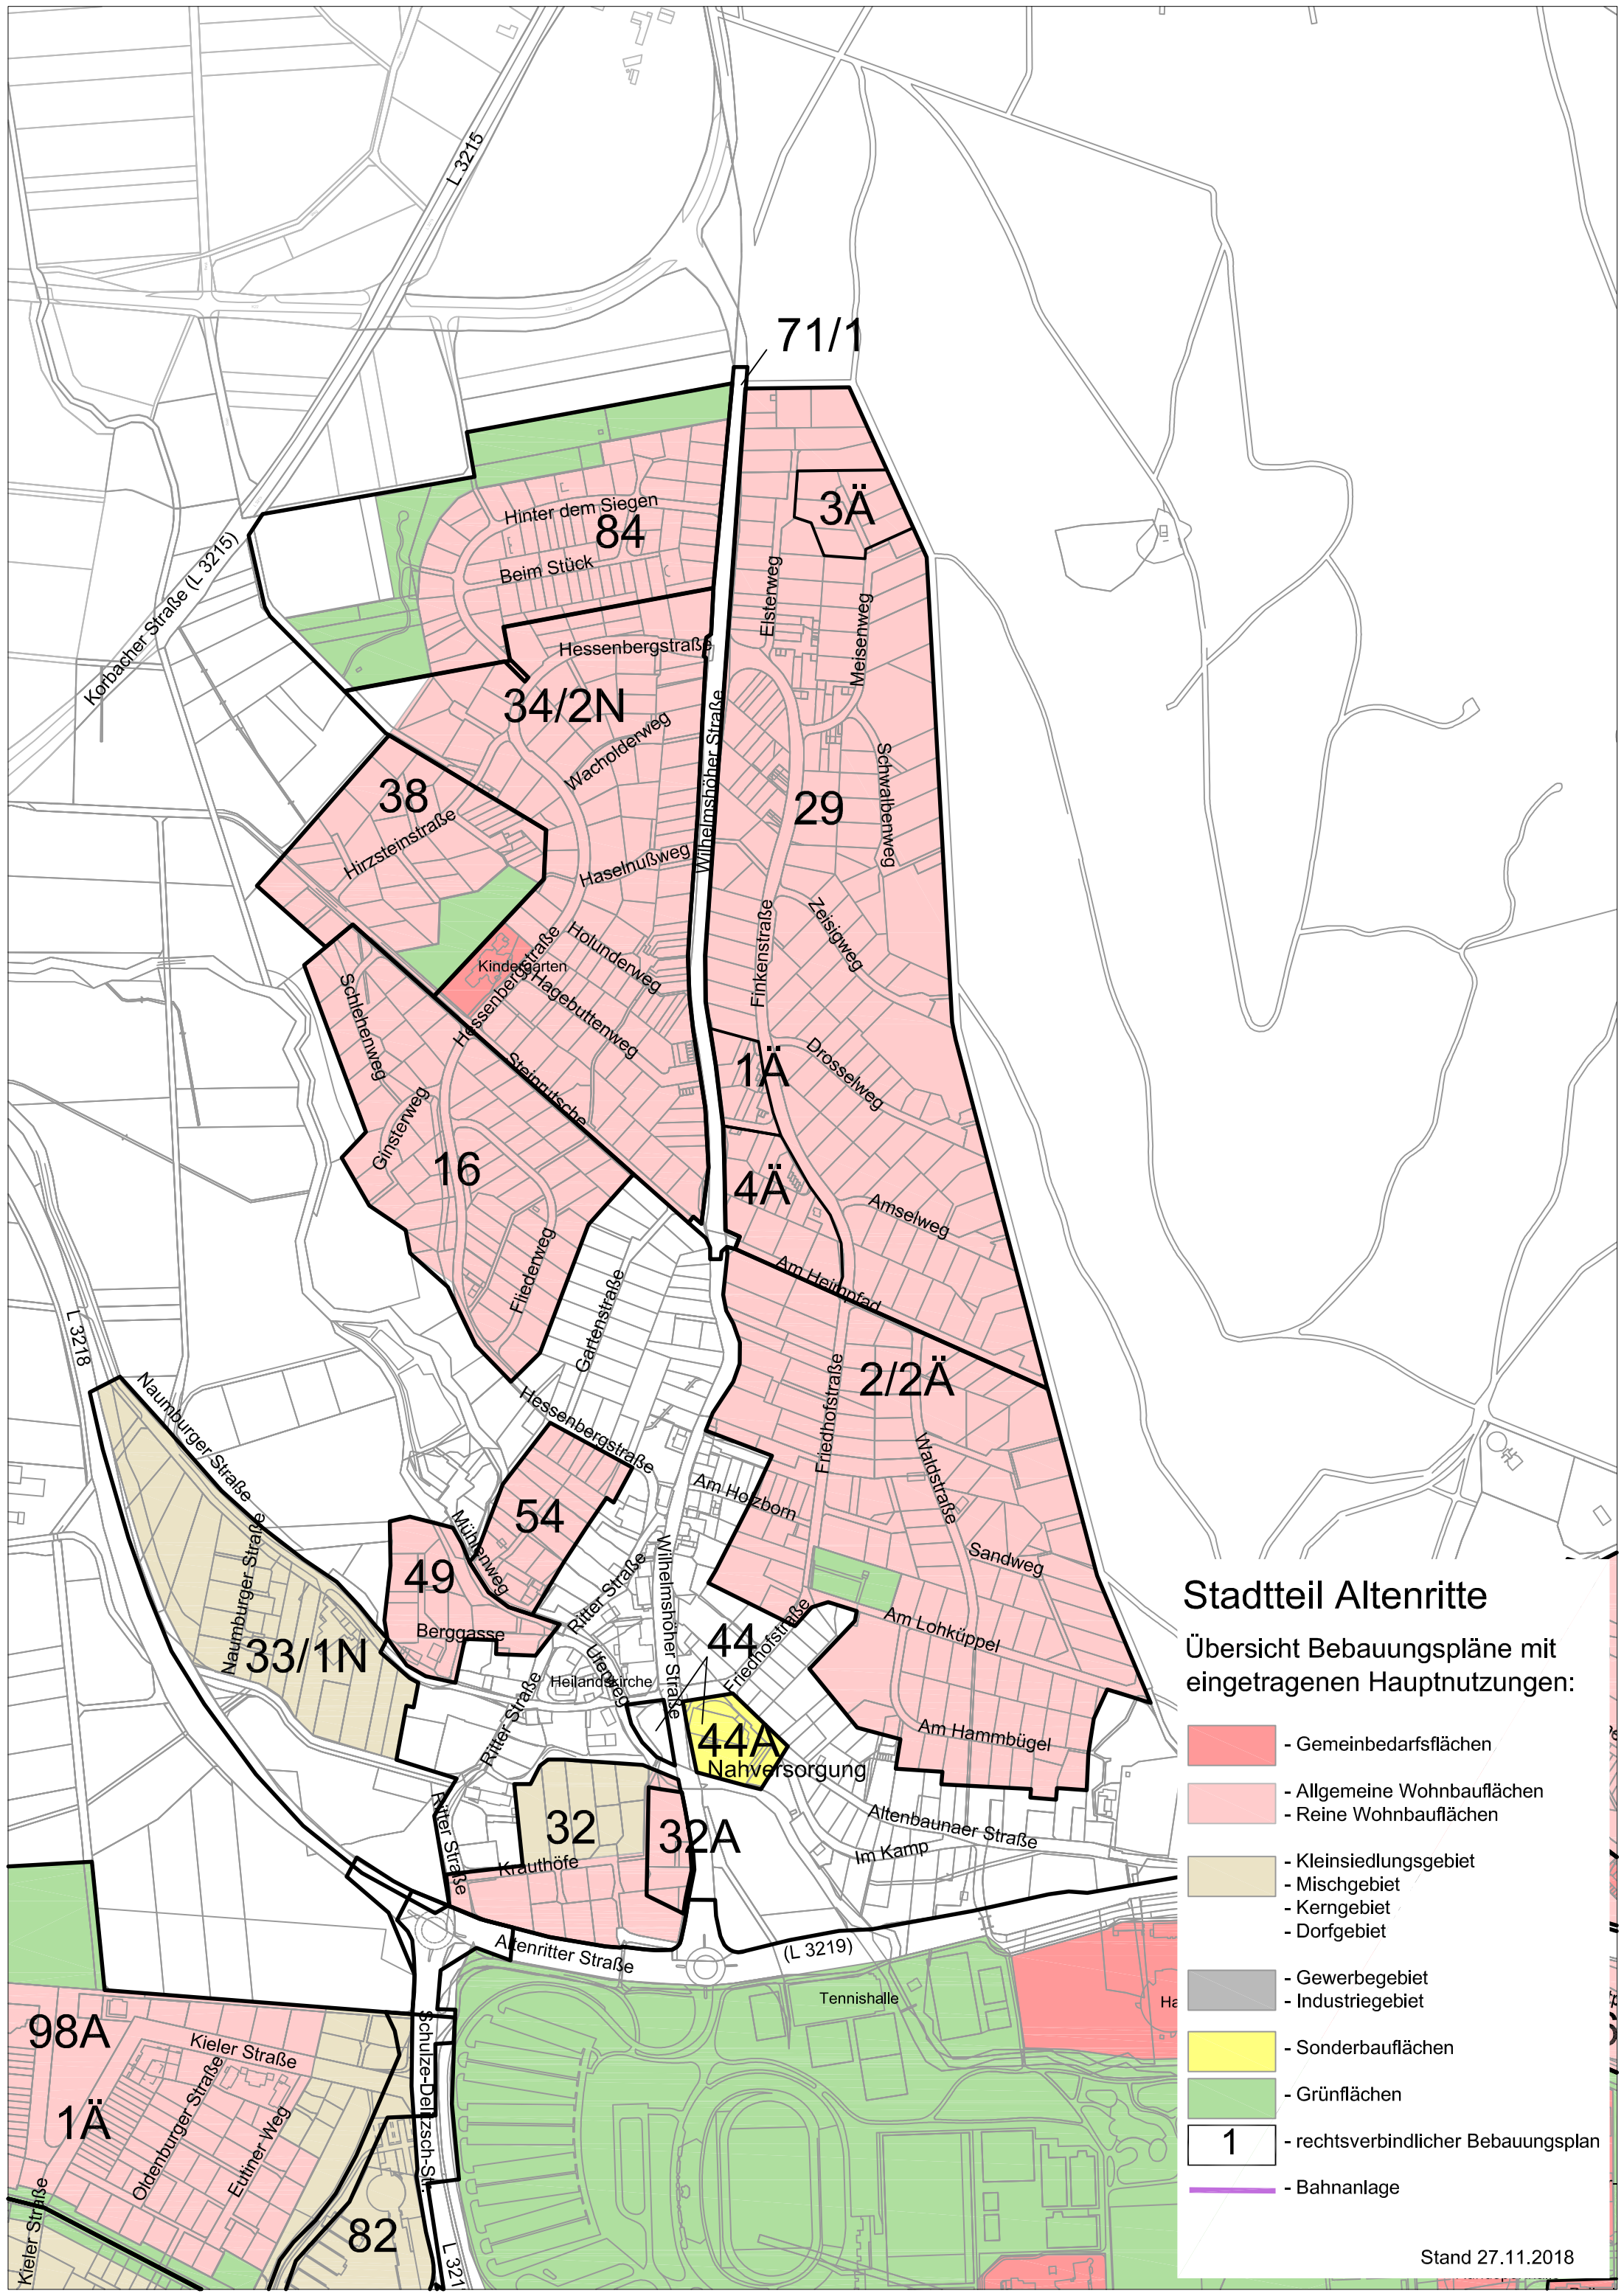 L 3215
71/1
3Ä
Hinter dem Siegen
84
Beim Stück
Korbacher Straße (L 3215)
Elsterweg
Meisenweg
Hessenbergstraße
34/2N
Wacholderweg
Wilhelmshöher Straße
Schwalbenweg
38
29
Hirzsteinstraße
Haselnußweg
Zeisigweg
Finkenstraße
Holunderweg
Kindergarten
Hessenbergstraße
Hagebuttenweg
Schlehenweg
Steinrutsche
1Ä
Drosselweg
Ginsterweg
16
4Ä
Amselweg
Fliederweg
Gartenstraße
Am Heimpfad
L 3218
2/2Ä
Naumburger Straße
Hessenbergstraße
Friedhofstraße
Waldstraße
Am Holzborn
54
Mühlenweg
Naumburger Straße
49
Sandweg
Ritter Straße
Wilhelmshöher Straße
Berggasse
Am Lohküppel
33/1N
44
Friedhofstraße
Uferweg
Heilandskirche
Ritter Straße
44A
Nahversorgung
Am Hammbügel
Ritter Straße
32
32A
Altenbaunaer Straße
Im Kamp
Krauthöfe
Altenritter Straße
(L 3219)
Tennishalle
Ha
98A
Kieler Straße
1Ä
Oldenburger Straße
Eutiner Weg
Schulze-Delitzsch-Str.
Kieler Straße
82
L 321
Stadtteil Altenritte
Übersicht Bebauungspläne mit
eingetragenen Hauptnutzungen:
- Gemeinbedarfsflächen
- Allgemeine Wohnbauflächen
- Reine Wohnbauflächen
- Kleinsiedlungsgebiet
- Mischgebiet
- Kerngebiet
- Dorfgebiet
- Gewerbegebiet
- Industriegebiet
- Sonderbauflächen
- Grünflächen
1
- rechtsverbindlicher Bebauungsplan
- Bahnanlage
Stand 27.11.2018